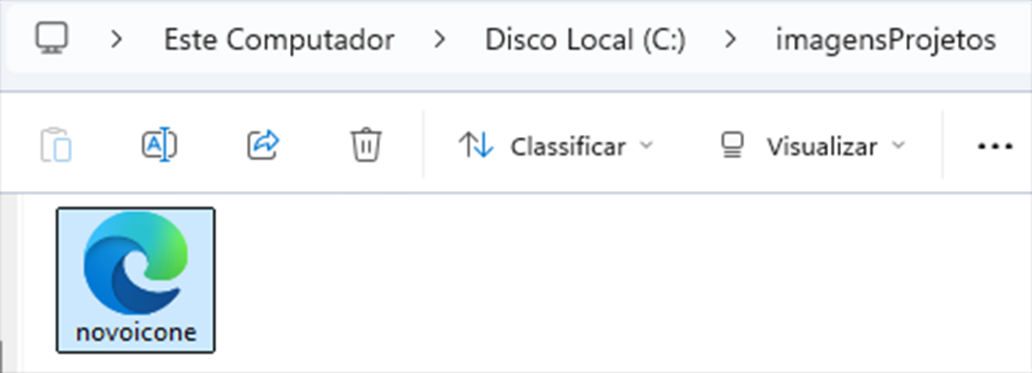 Este Computador > Disco Local (C:) > imagensProjetos
Classificar Visualizar
novoicone